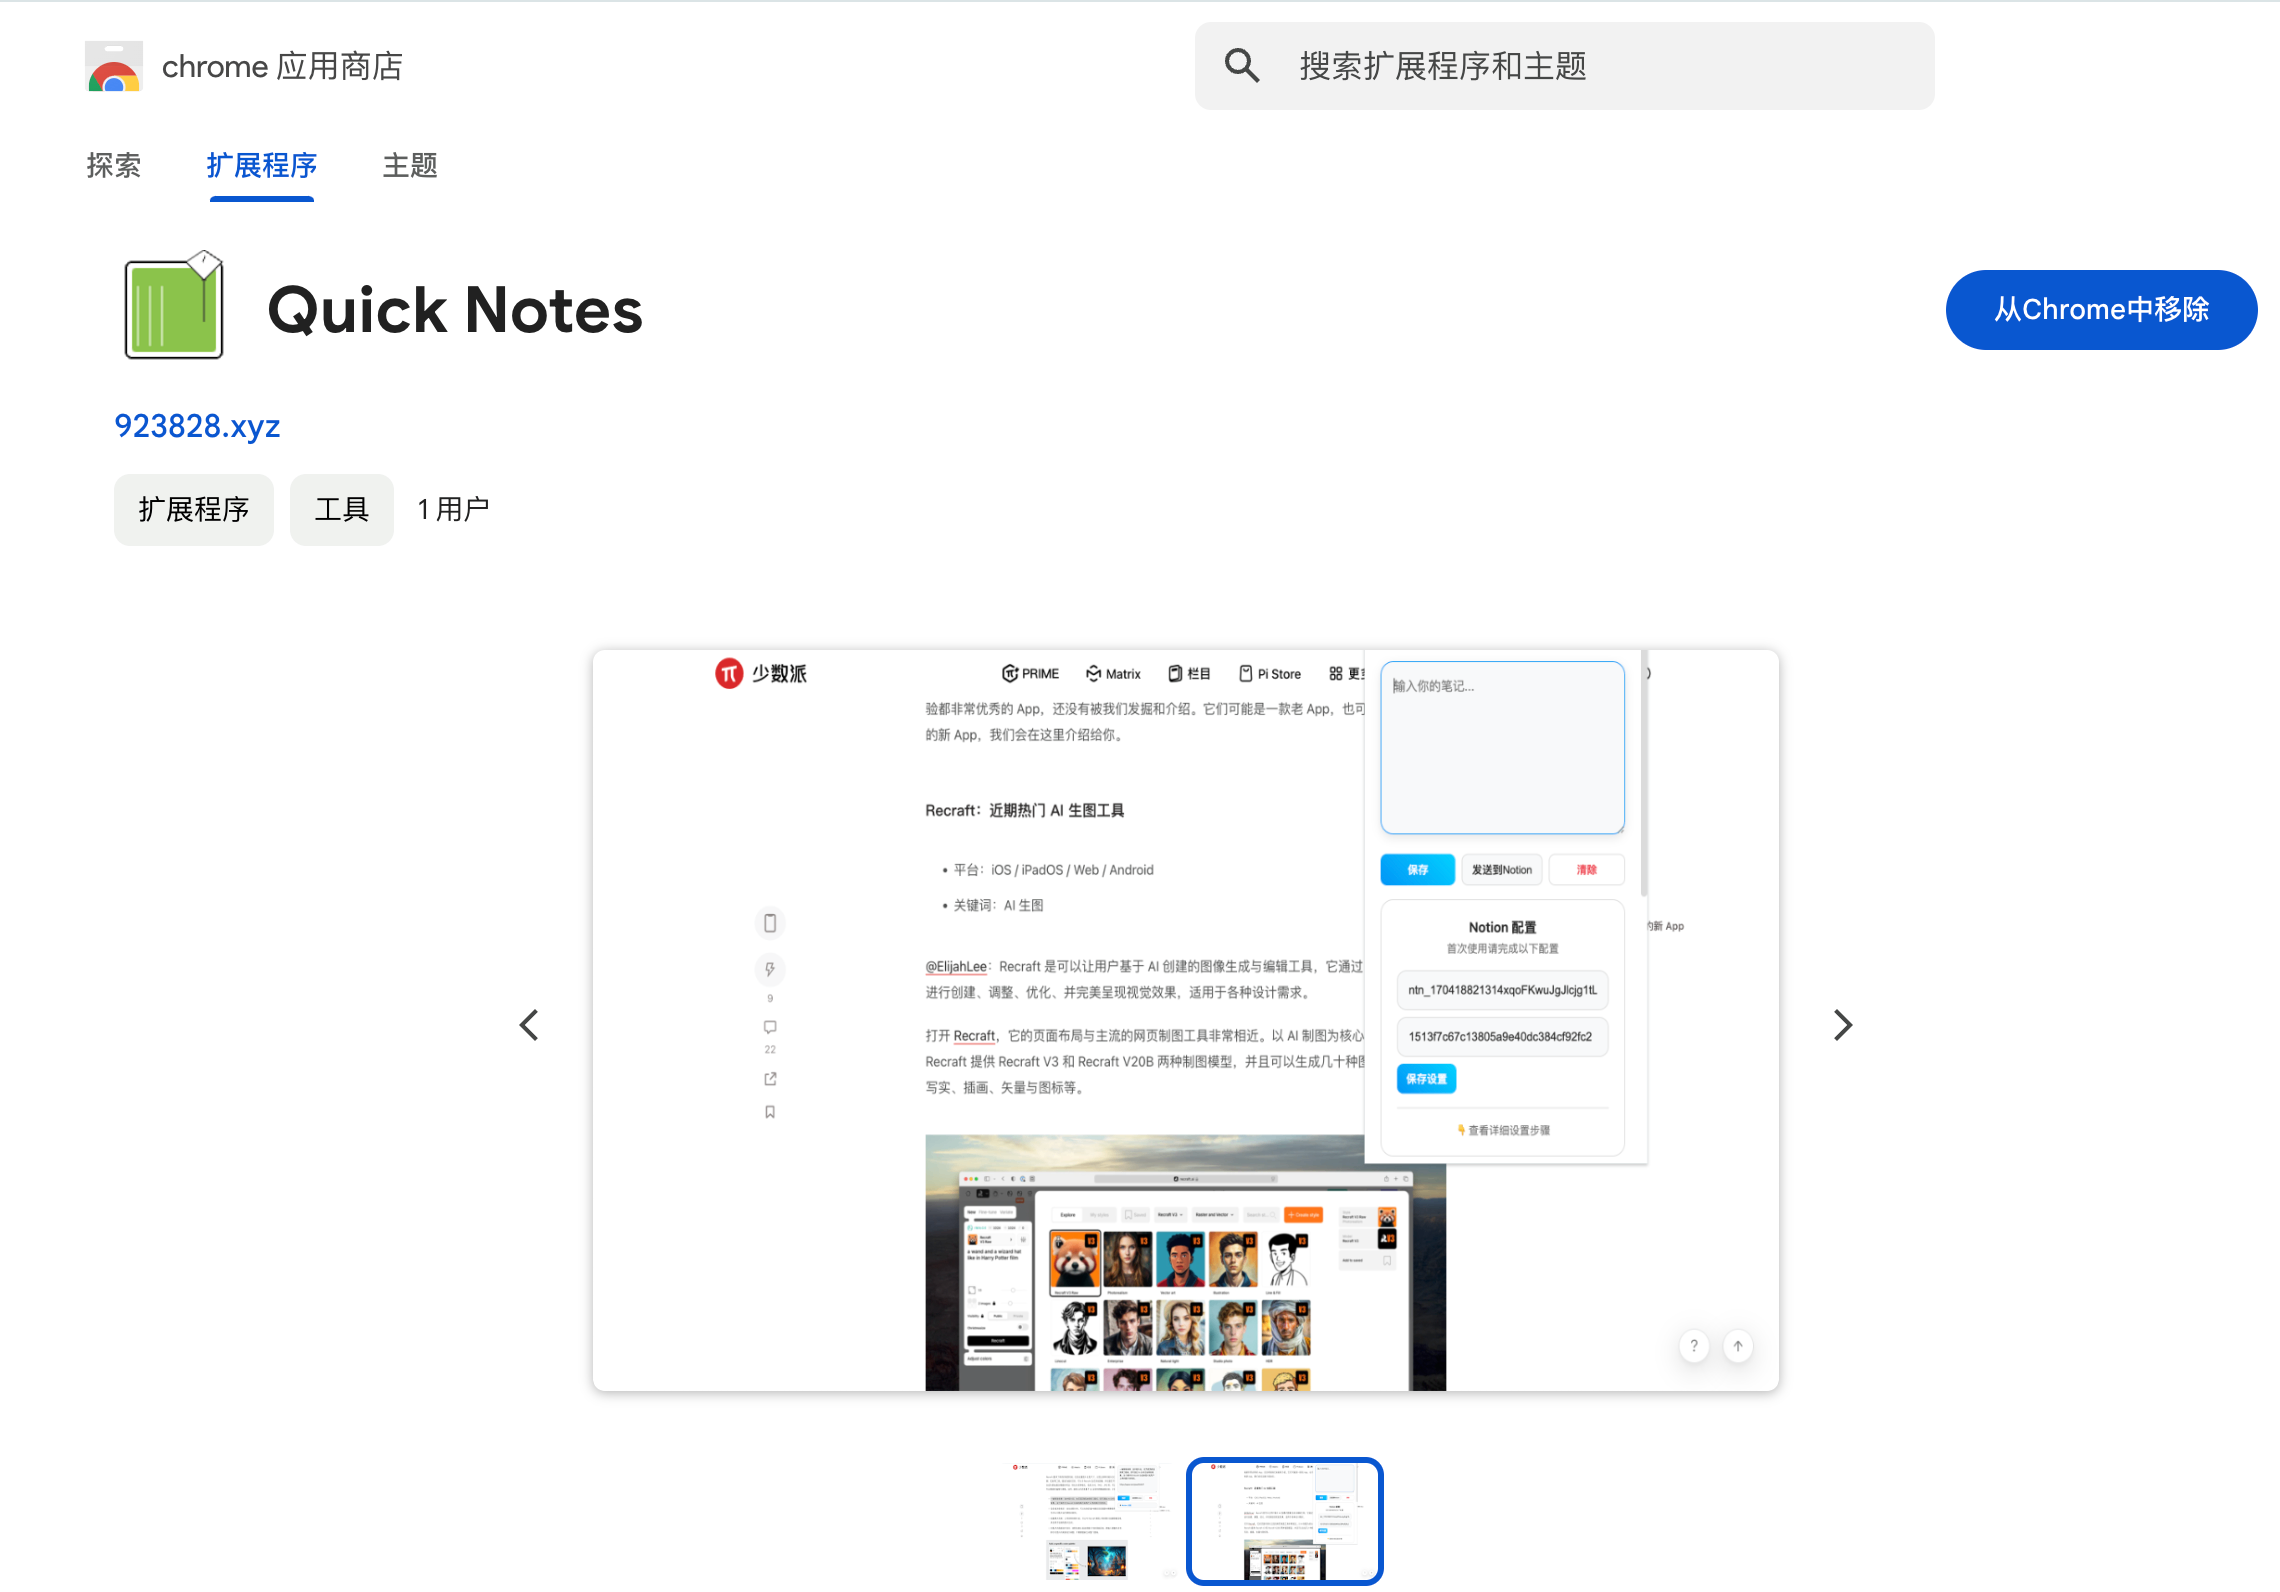 chrome 应用商店
搜索扩展程序和主题
探索 扩展程序 主题
Quick Notes
从Chrome中移除
923828.xyz
扩展程序 工具 1 用户
少数派 PRIME Matrix 栏目 Pi Store 更
验都非常优秀的 App，还没有被我们发掘和介绍。它们可能是一款老 App，也可
的新 App，我们会在这里介绍给你。
Recraft：近期热门 AI 生图工具
• 平台：iOS / iPadOS / Web / Android
• 关键词：AI 生图
@ElijahLee：Recraft 是可以让用户基于 AI 创建的图像生成与编辑工具，它通过
进行创建、调整、优化、并完美呈现视觉效果，适用于各种设计需求。
打开 Recraft，它的页面布局与主流的网页制图工具非常相近。以 AI 制图为核心
Recraft 提供 Recraft V3 和 Recraft V20B 两种制图模型，并且可以生成几十种
写实、插画、矢量与图标等。
9
22
输入你的笔记...
保存 发送到Notion 清除
Notion 配置
首次使用请完成以下配置
ntn_170418821314xqoFKwuJgJlcjg1tL
1513f7c67c13805a9e40dc384cf92fc2
保存设置
👇查看详细设置步骤
的新 App
a wand and a wizard hat
like in Harry Potter film
Recraft
Explore
?